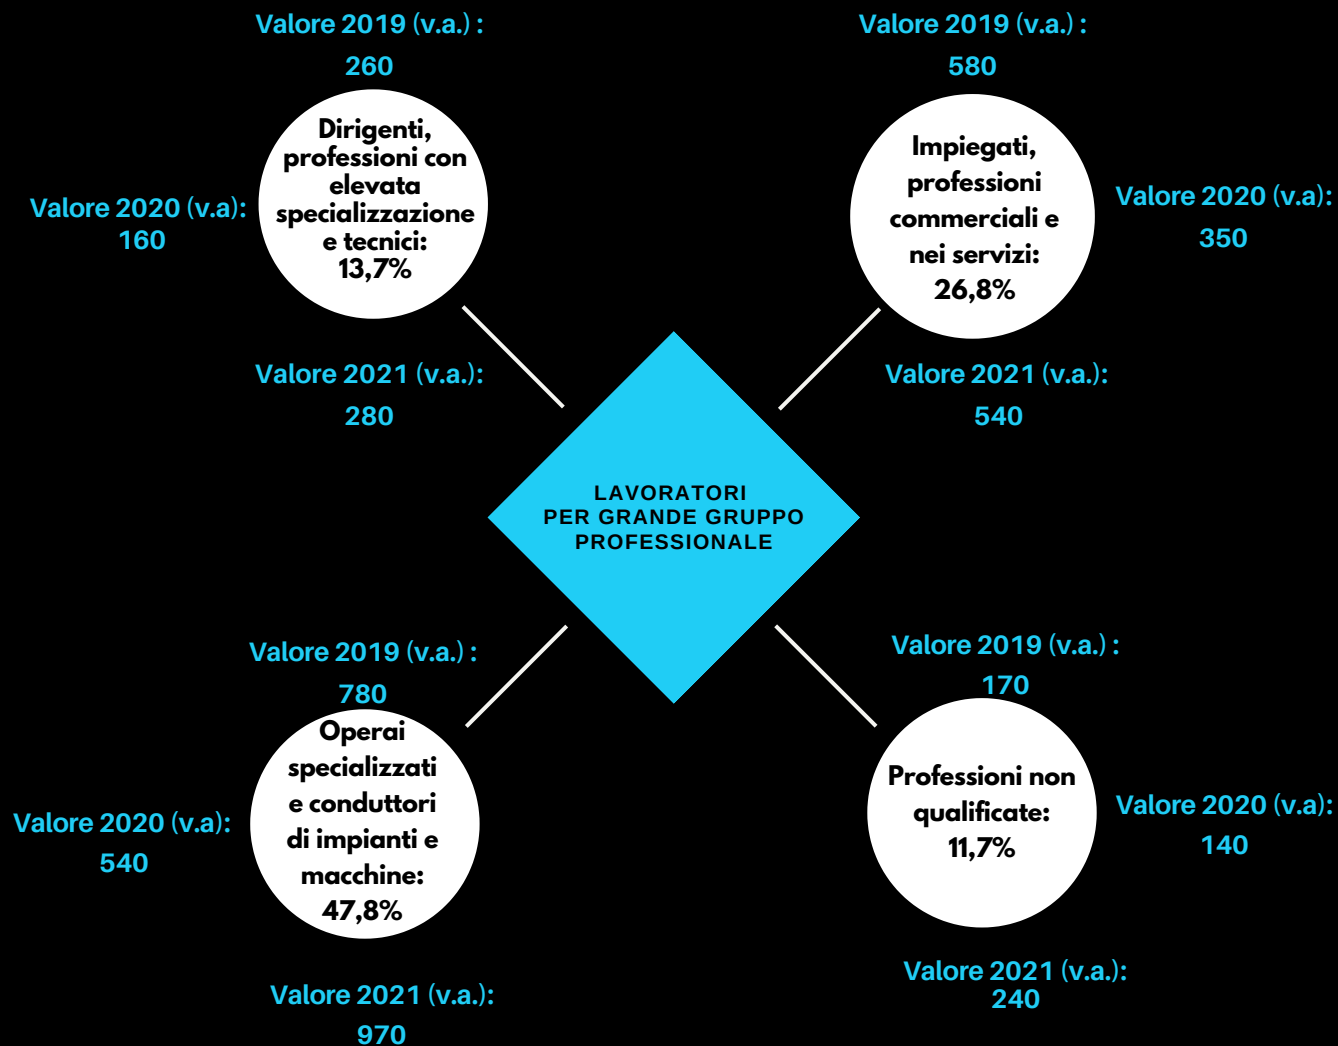 Valore 2019 (v.a.) :
260
Dirigenti,
professioni con
elevata
specializzazione
e tecnici:
13,7%
Valore 2020 (v.a):
160
Valore 2021 (v.a.):
280
Valore 2019 (v.a.) :
580
Impiegati,
professioni
commerciali e
nei servizi:
26,8%
Valore 2020 (v.a):
350
Valore 2021 (v.a.):
540
LAVORATORI
PER GRANDE GRUPPO
PROFESSIONALE
Valore 2019 (v.a.) :
780
Operai
specializzati
e conduttori
di impianti e
macchine:
47,8%
Valore 2020 (v.a):
540
Valore 2021 (v.a.):
970
Valore 2019 (v.a.) :
170
Professioni non
qualificate:
11,7%
Valore 2020 (v.a):
140
Valore 2021 (v.a.):
240